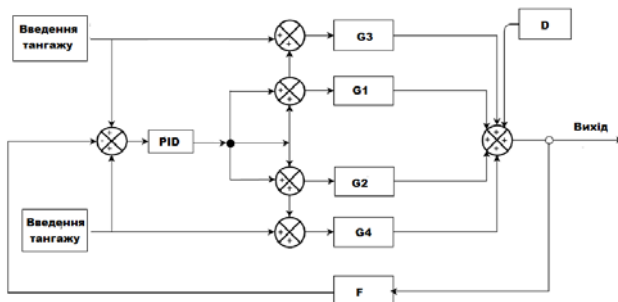 Введення
тангажу
G3
D
G1
PID
Вихід
G2
Введення
тангажу
G4
F